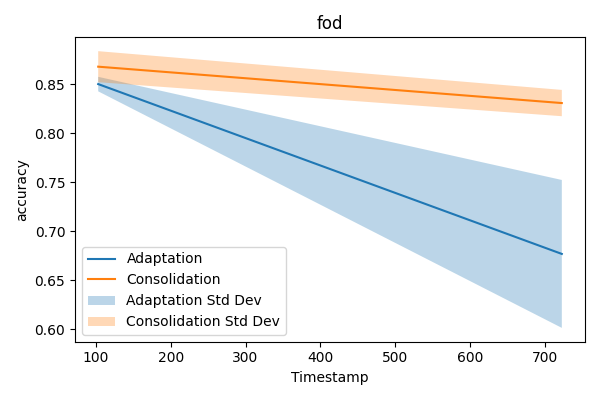 fod
accuracy
0.85
0.80
0.75
0.70
0.65
0.60
Adaptation
Consolidation
Adaptation Std Dev
Consolidation Std Dev
100 200 300 400 500 600 700
Timestamp